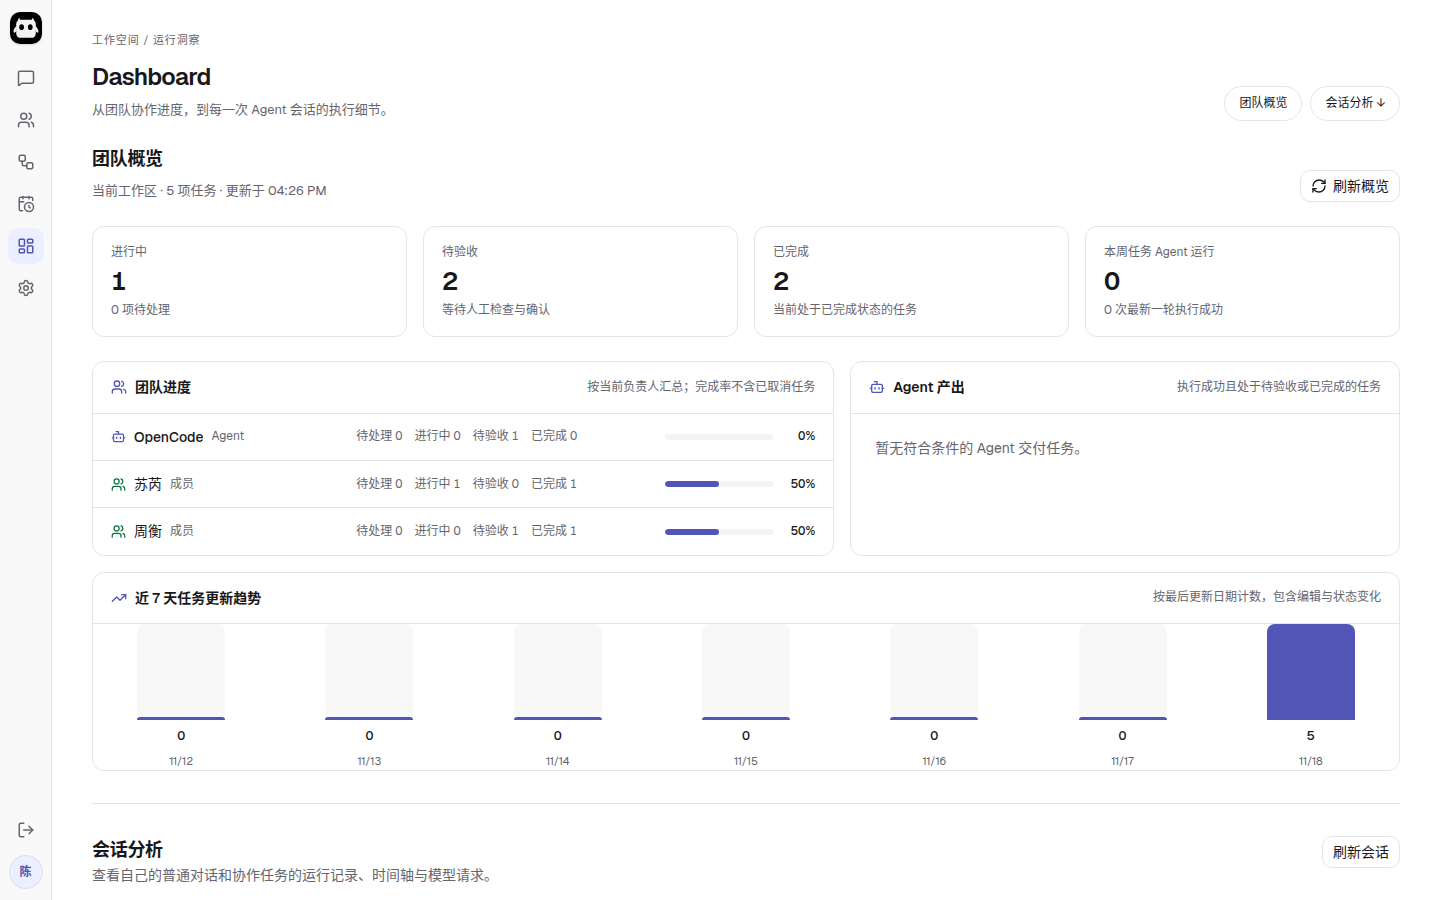 工作空间 / 运行洞察
Dashboard
从团队协作进度，到每一次 Agent 会话的执行细节。
团队概览
会话分析 ↓
团队概览
当前工作区 · 5 项任务 · 更新于 04:26 PM
刷新概览
进行中
1
0 项待处理
待验收
2
等待人工检查与确认
已完成
2
当前处于已完成状态的任务
本周任务 Agent 运行
0
0 次最新一轮执行成功
团队进度
按当前负责人汇总；完成率不含已取消任务
OpenCode Agent 待处理 0 进行中 0 待验收 1 已完成 0 0%
苏芮 成员 待处理 0 进行中 1 待验收 0 已完成 1 50%
周衡 成员 待处理 0 进行中 0 待验收 1 已完成 1 50%
Agent 产出
执行成功且处于待验收或已完成的任务
暂无符合条件的 Agent 交付任务。
近 7 天任务更新趋势
按最后更新日期计数，包含编辑与状态变化
0 0 0 0 0 0 5
11/12 11/13 11/14 11/15 11/16 11/17 11/18
会话分析
查看自己的普通对话和协作任务的运行记录、时间轴与模型请求。
刷新会话
陈